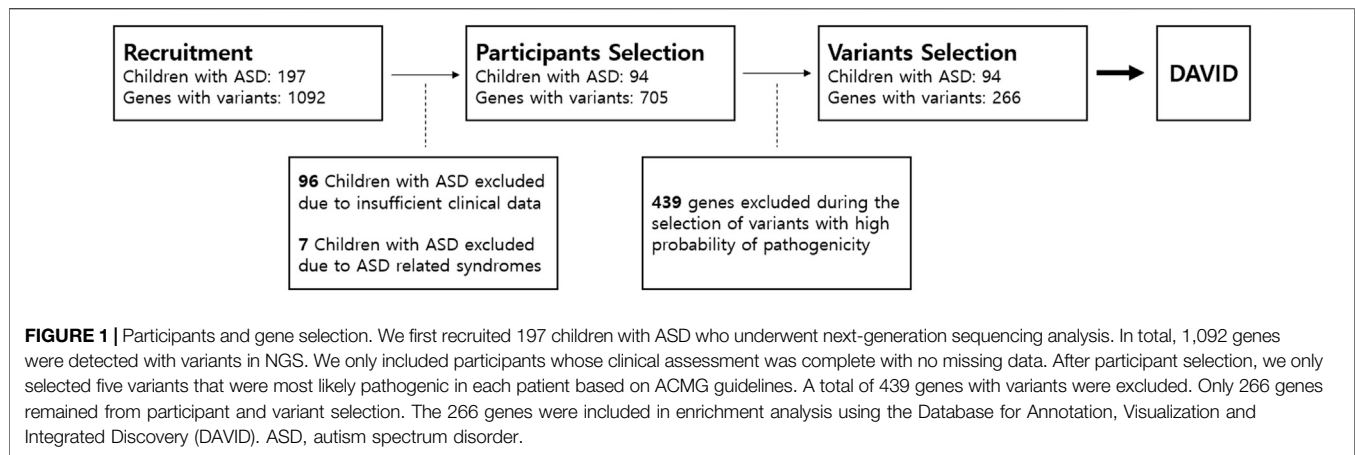 Recruitment
Children with ASD: 197
Genes with variants: 1092
Participants Selection
Children with ASD: 94
Genes with variants: 705
Variants Selection
Children with ASD: 94
Genes with variants: 266
DAVID
96 Children with ASD excluded
due to insufficient clinical data
7 Children with ASD excluded
due to ASD related syndromes
439 genes excluded during the
selection of variants with high
probability of pathogenicity
FIGURE 1 | Participants and gene selection. We first recruited 197 children with ASD who underwent next-generation sequencing analysis. In total, 1,092 genes
were detected with variants in NGS. We only included participants whose clinical assessment was complete with no missing data. After participant selection, we only
selected five variants that were most likely pathogenic in each patient based on ACMG guidelines. A total of 439 genes with variants were excluded. Only 266 genes
remained from participant and variant selection. The 266 genes were included in enrichment analysis using the Database for Annotation, Visualization and
Integrated Discovery (DAVID). ASD, autism spectrum disorder.